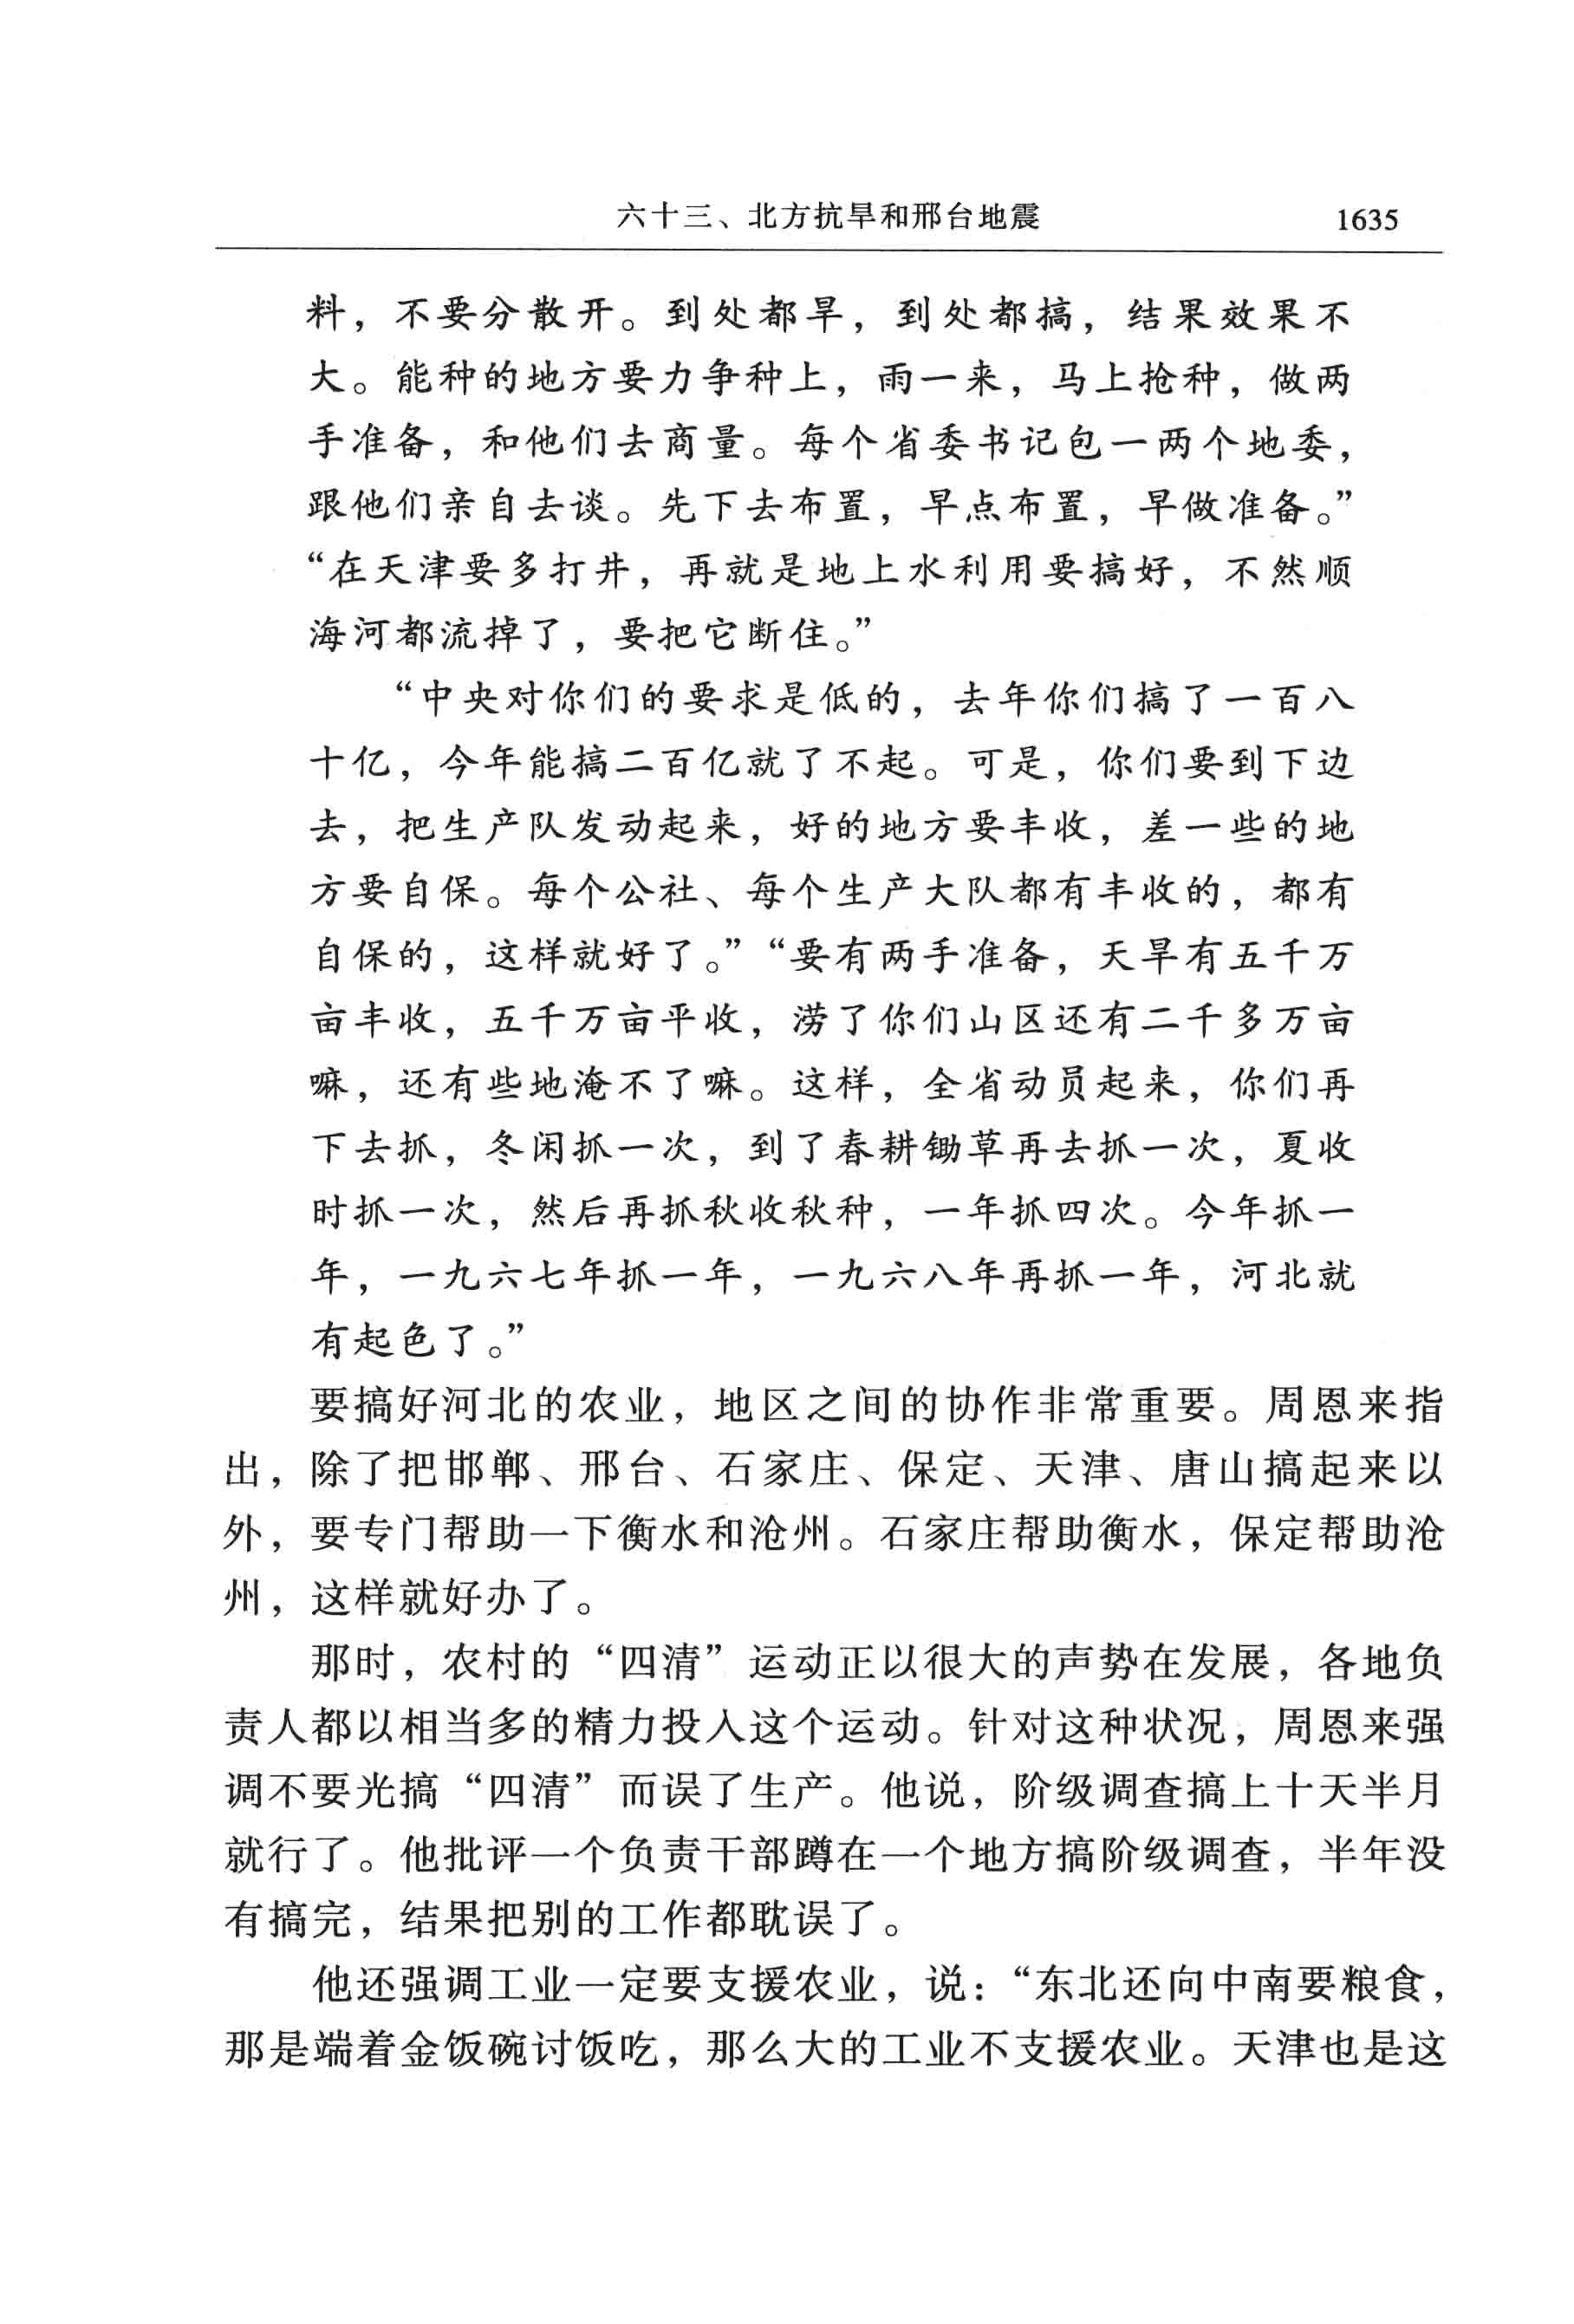 六十三、北方抗旱和邢台地震 1635
料，不要分散开。到处都旱，到处都搞，结果效果不
大。能种的地方要力争种上，雨一来，马上抢种，做两
手准备，和他们去商量。每个省委书记包一两个地委，
跟他们亲自去谈。先下去布置，早点布置，早做准备。”
“在天津要多打井，再就是地上水利用要搞好，不然顺
海河都流掉了，要把它断住。”
“中央对你们的要求是低的，去年你们搞了一百八
十亿，今年能搞二百亿就了不起。可是，你们要到下边
去，把生产队发动起来，好的地方要丰收，差一些的地
方要自保。每个公社、每个生产大队都有丰收的，都有
自保的，这样就好了。”“要有两手准备，天旱有五千万
亩丰收，五千万亩平收，涝了你们山区还有二千多万亩
嘛，还有些地淹不了嘛。这样，全省动员起来，你们再
下去抓，冬闲抓一次，到了春耕锄草再去抓一次，夏收
时抓一次，然后再抓秋收秋种，一年抓四次。今年抓一
年，一九六七年抓一年，一九六八年再抓一年，河北就
有起色了。”
要搞好河北的农业，地区之间的协作非常重要。周恩来指
出，除了把邯郸、邢台、石家庄、保定、天津、唐山搞起来以
外，要专门帮助一下衡水和沧州。石家庄帮助衡水，保定帮助沧
州，这样就好办了。
那时，农村的“四清”运动正以很大的声势在发展，各地负
责人都以相当多的精力投入这个运动。针对这种状况，周恩来强
调不要光搞“四清”而误了生产。他说，阶级调查搞上十天半月
就行了。他批评一个负责干部蹲在一个地方搞阶级调查，半年没
有搞完，结果把别的工作都耽误了。
他还强调工业一定要支援农业，说：“东北还向中南要粮食，
那是端着金饭碗讨饭吃，那么大的工业不支援农业。天津也是这